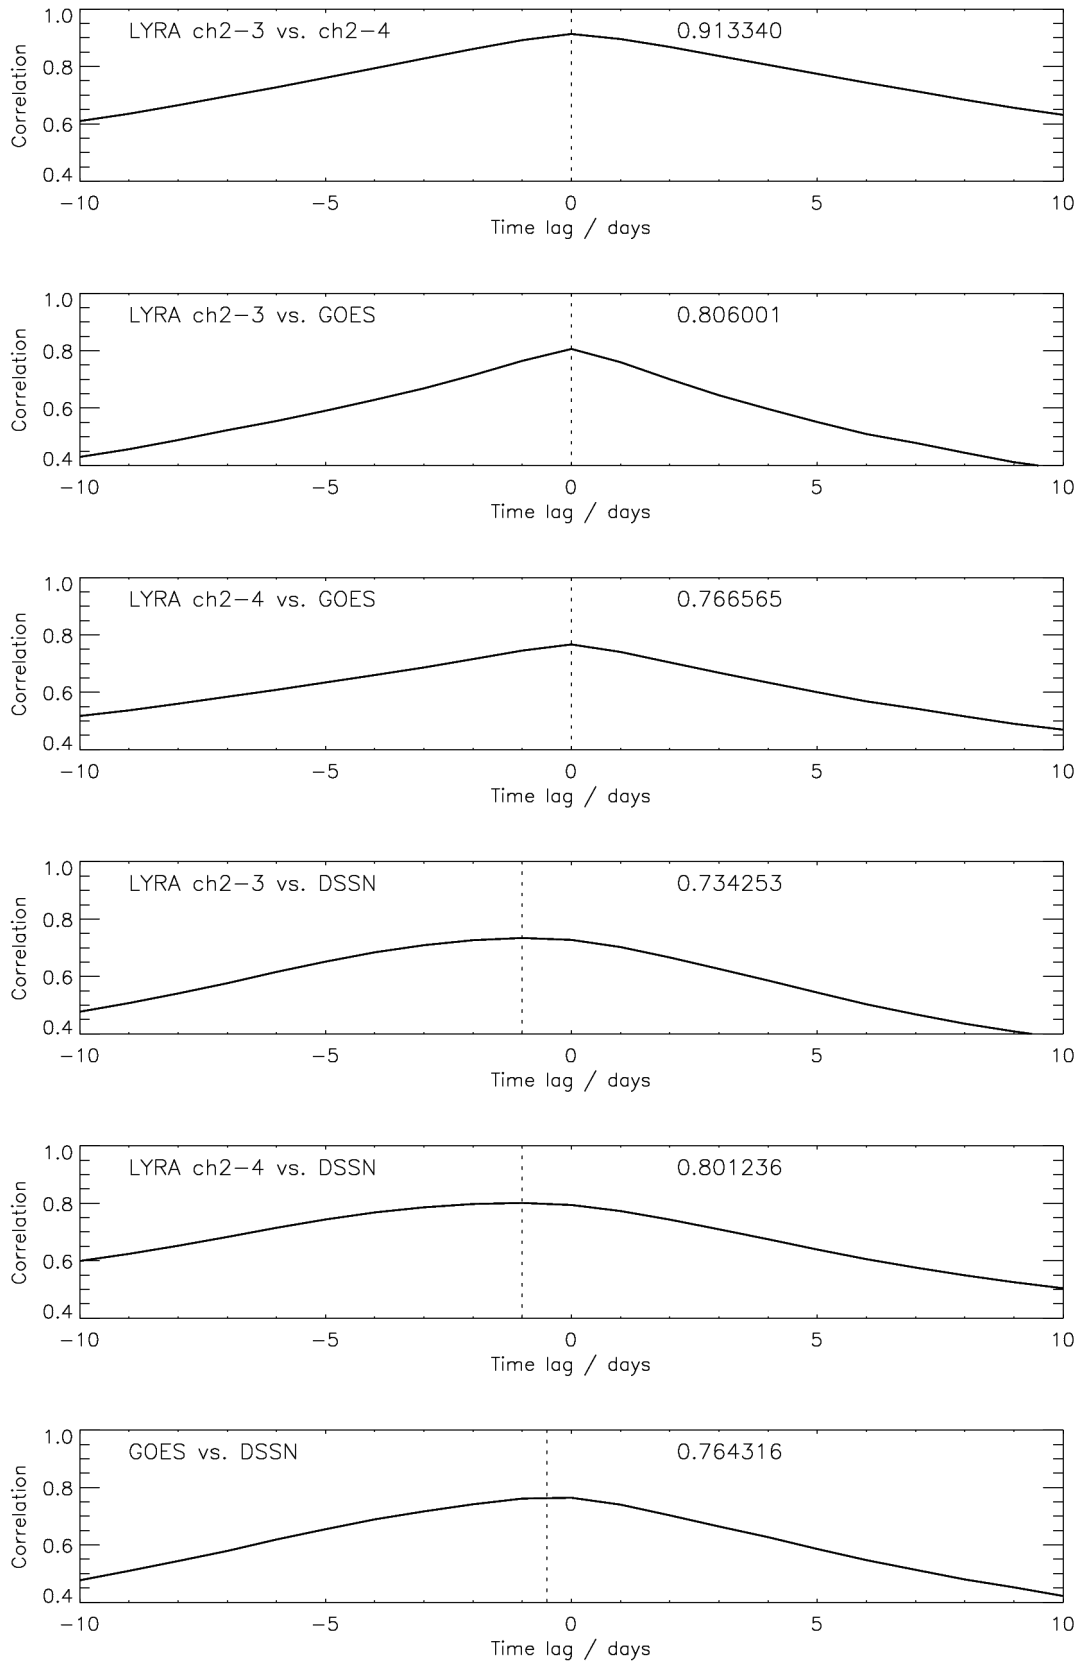 LYRA ch2-3 vs. ch2-4 0.913340
1.0
0.8
0.6
0.4
Correlation
-10 -5 0 5 10
Time lag / days
LYRA ch2-3 vs. GOES 0.806001
1.0
0.8
0.6
0.4
Correlation
-10 -5 0 5 10
Time lag / days
LYRA ch2-4 vs. GOES 0.766565
1.0
0.8
0.6
0.4
Correlation
-10 -5 0 5 10
Time lag / days
LYRA ch2-3 vs. DSSN 0.734253
1.0
0.8
0.6
0.4
Correlation
-10 -5 0 5 10
Time lag / days
LYRA ch2-4 vs. DSSN 0.801236
1.0
0.8
0.6
0.4
Correlation
-10 -5 0 5 10
Time lag / days
GOES vs. DSSN 0.764316
1.0
0.8
0.6
0.4
Correlation
-10 -5 0 5 10
Time lag / days